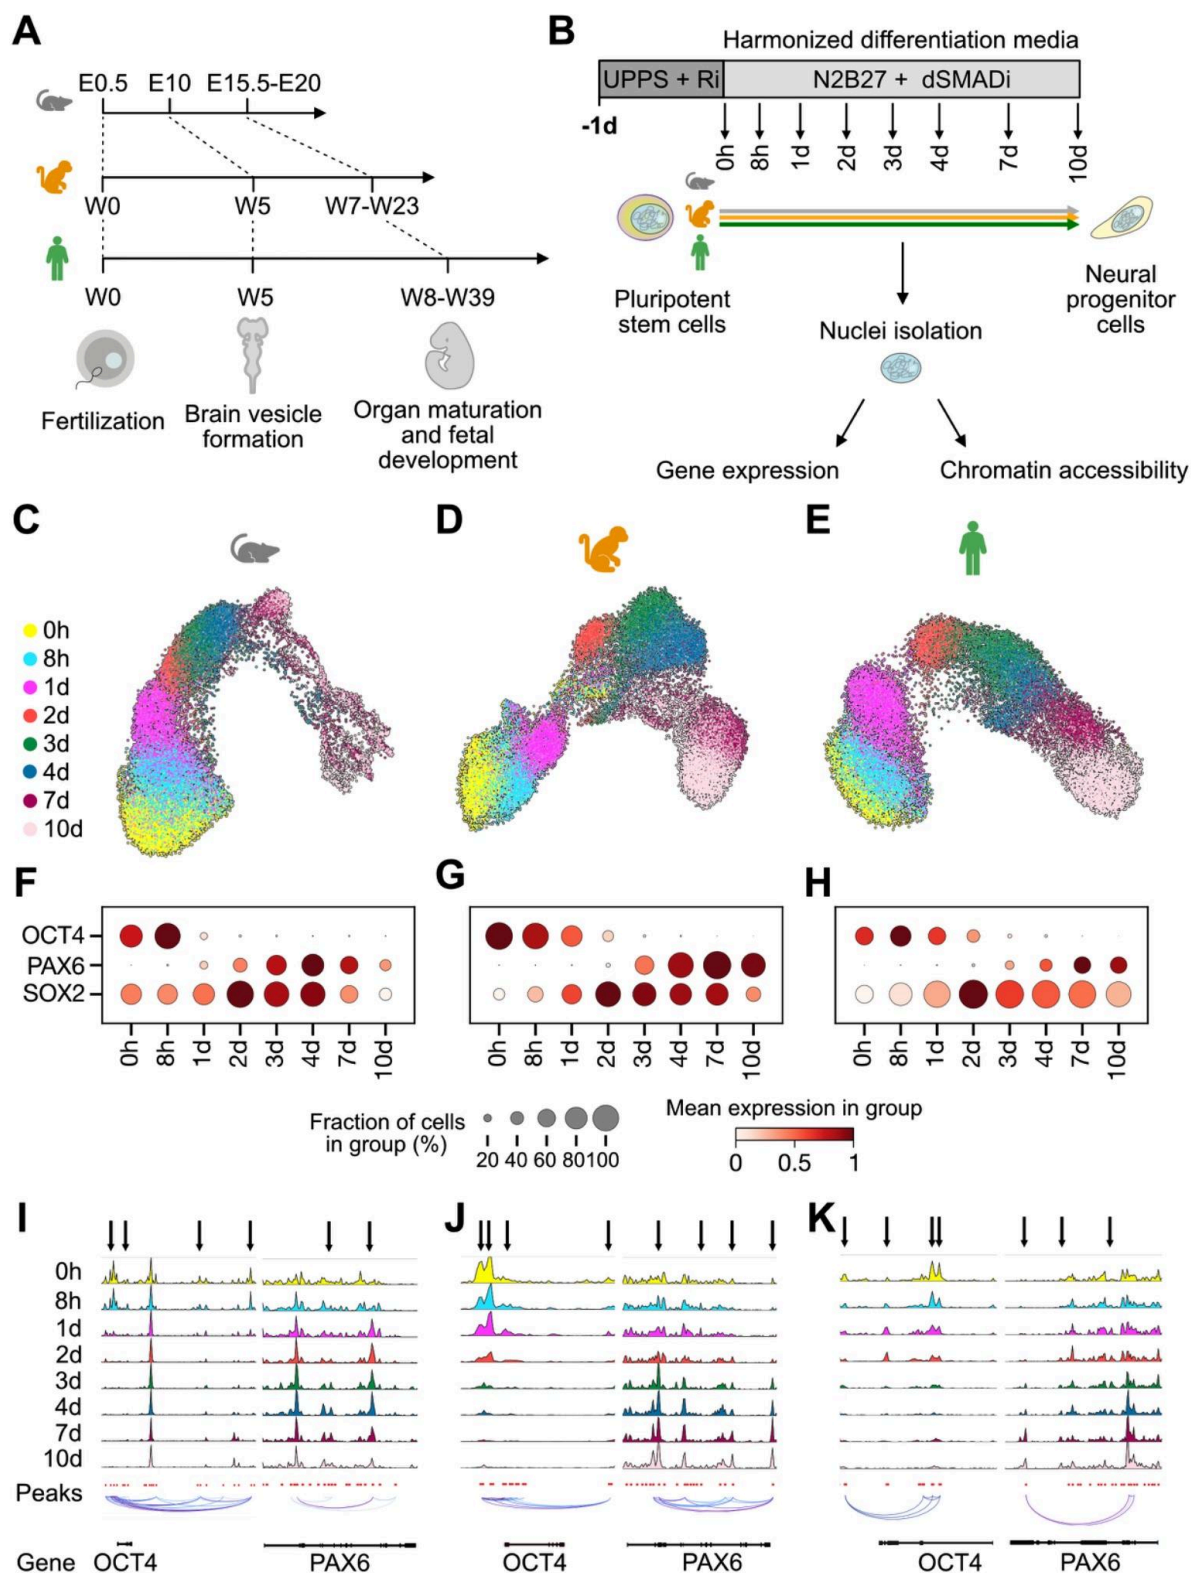 A
E0.5 E10 E15.5-E20
W0 W5 W7-W23
W0 W5 W8-W39
Fertilization
Brain vesicle
formation
Organ maturation
and fetal
development
B
Harmonized differentiation media
UPPS + Ri N2B27 + dSMADi
-1d
0h 8h 1d 2d 3d 4d 7d 10d
Pluripotent
stem cells
Neural
progenitor
cells
Nuclei isolation
Gene expression Chromatin accessibility
C D E
0h
8h
1d
2d
3d
4d
7d
10d
F G H
OCT4
PAX6
SOX2
0h 8h 1d 2d 3d 4d 7d 10d
0h 8h 1d 2d 3d 4d 7d 10d
0h 8h 1d 2d 3d 4d 7d 10d
Fraction of cells
in group (%)
20 40 60 80 100
Mean expression in group
0 0.5 1
I J K
0h
8h
1d
2d
3d
4d
7d
10d
Peaks
Gene OCT4 PAX6 OCT4 PAX6 OCT4 PAX6